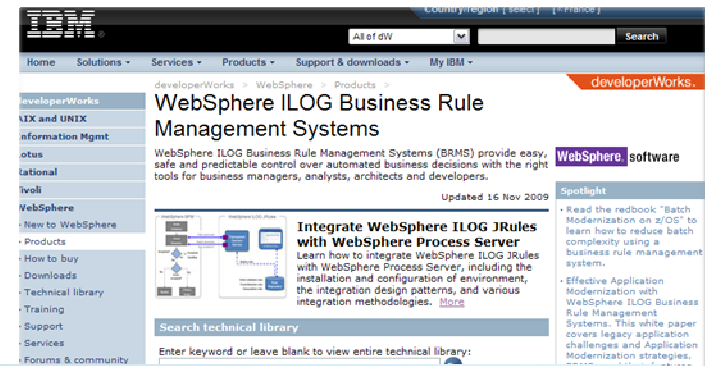 Country/region [ select ] [ « France ]
IBM®
All of dW
Search
Home Solutions Services Products Support & downloads My IBM
developerWorks > WebSphere > Products >
developerWorks.
WebSphere ILOG Business Rule
Management Systems
WebSphere ILOG Business Rule Management Systems (BRMS) provide easy,
safe and predictable control over automated business decisions with the right
tools for business managers, analysts, architects and developers.
Updated 16 Nov 2009
eveloperWorks
AIX and UNIX
nformation Mgmt
otus
ational
ivoli
WebSphere
- New to WebSphere
- Products
- How to buy
- Downloads
- Technical library
- Training
- Support
- Services
- Forums & community
Integrate WebSphere ILOG JRules
with WebSphere Process Server
Learn how to integrate WebSphere ILOG JRules
with WebSphere Process Server, including the
installation and configuration of environment,
the integration design patterns, and various
integration methodologies. More
Search technical library
Enter keyword or leave blank to view entire technical library:
WebSphere. software
Spotlight
- Read the redbook "Batch
Modernization on z/OS" to
learn how to reduce batch
complexity using a
business rule management
system.
- Effective Application
Modernization with
WebSphere ILOG Business
Rule Management
Systems. This white paper
covers legacy application
challenges and Application
Modernization strategies.